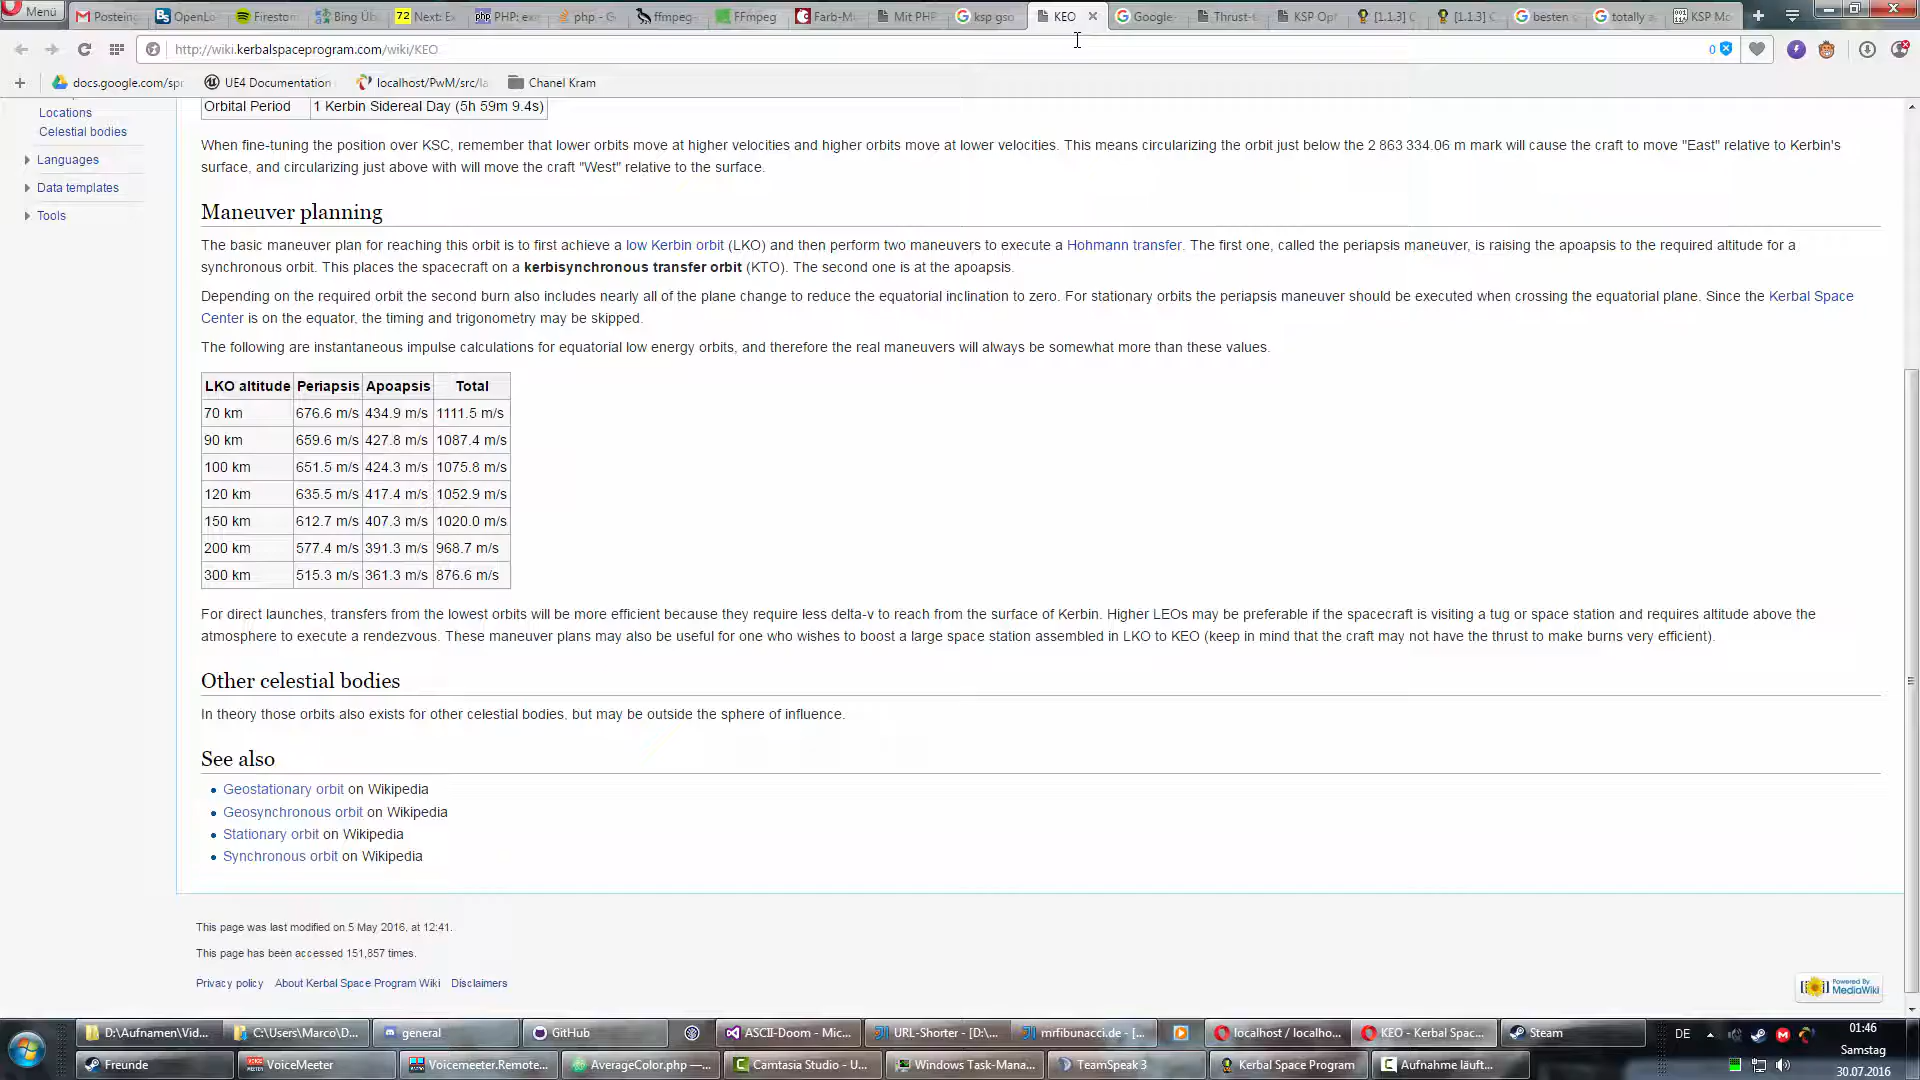 Menü
Postein
OpenLo
Firestorm
Bing Üb
72 Next: E
php PHP: ex
php - G
ffmpeg
FFmpeg
Farb-M
Mit PHP
ksp gso
KEO
Google
Thrust-
KSP Op
[1.1.3] C
[1.1.3] C
besten
totally a
KSP Mo
http://wiki.kerbalspaceprogram.com/wiki/KEO
0
docs.google.com/spr
UE4 Documentation
localhost/PwM/src/la
Chanel Kram
Locations
Celestial bodies
Languages
Data templates
Tools
Orbital Period 1 Kerbin Sidereal Day (5h 59m 9.4s)
When fine-tuning the position over KSC, remember that lower orbits move at higher velocities and higher orbits move at lower velocities. This means circularizing the orbit just below the 2 863 334.06 m mark will cause the craft to move "East" relative to Kerbin's
surface, and circularizing just above with will move the craft "West" relative to the surface.
Maneuver planning
The basic maneuver plan for reaching this orbit is to first achieve a low Kerbin orbit (LKO) and then perform two maneuvers to execute a Hohmann transfer. The first one, called the periapsis maneuver, is raising the apoapsis to the required altitude for a
synchronous orbit. This places the spacecraft on a kerbisynchronous transfer orbit (KTO). The second one is at the apoapsis.
Depending on the required orbit the second burn also includes nearly all of the plane change to reduce the equatorial inclination to zero. For stationary orbits the periapsis maneuver should be executed when crossing the equatorial plane. Since the Kerbal Space
Center is on the equator, the timing and trigonometry may be skipped.
The following are instantaneous impulse calculations for equatorial low energy orbits, and therefore the real maneuvers will always be somewhat more than these values.
LKO altitude Periapsis Apoapsis Total
70 km 676.6 m/s 434.9 m/s 1111.5 m/s
90 km 659.6 m/s 427.8 m/s 1087.4 m/s
100 km 651.5 m/s 424.3 m/s 1075.8 m/s
120 km 635.5 m/s 417.4 m/s 1052.9 m/s
150 km 612.7 m/s 407.3 m/s 1020.0 m/s
200 km 577.4 m/s 391.3 m/s 968.7 m/s
300 km 515.3 m/s 361.3 m/s 876.6 m/s
For direct launches, transfers from the lowest orbits will be more efficient because they require less delta-v to reach from the surface of Kerbin. Higher LEOs may be preferable if the spacecraft is visiting a tug or space station and requires altitude above the
atmosphere to execute a rendezvous. These maneuver plans may also be useful for one who wishes to boost a large space station assembled in LKO to KEO (keep in mind that the craft may not have the thrust to make burns very efficient).
Other celestial bodies
In theory those orbits also exists for other celestial bodies, but may be outside the sphere of influence.
See also
Geostationary orbit on Wikipedia
Geosynchronous orbit on Wikipedia
Stationary orbit on Wikipedia
Synchronous orbit on Wikipedia
This page was last modified on 5 May 2016, at 12:41.
This page has been accessed 151,857 times.
Privacy policy About Kerbal Space Program Wiki Disclaimers
Powered By
MediaWiki
D:\Aufnamen\Vid...
C:\Users\Marco\D...
general
GitHub
ASCII-Doom - Mic...
URL-Shorter - [D:\...
mrfibunacci.de - [...
localhost / localho...
KEO - Kerbal Spac...
Steam
DE
01:46
Samstag
30.07.2016
Freunde
VoiceMeeter
Voicemeeter.Remote...
AverageColor.php —...
Camtasia Studio - U...
Windows Task-Mana...
TeamSpeak 3
Kerbal Space Program
Aufnahme läuft...